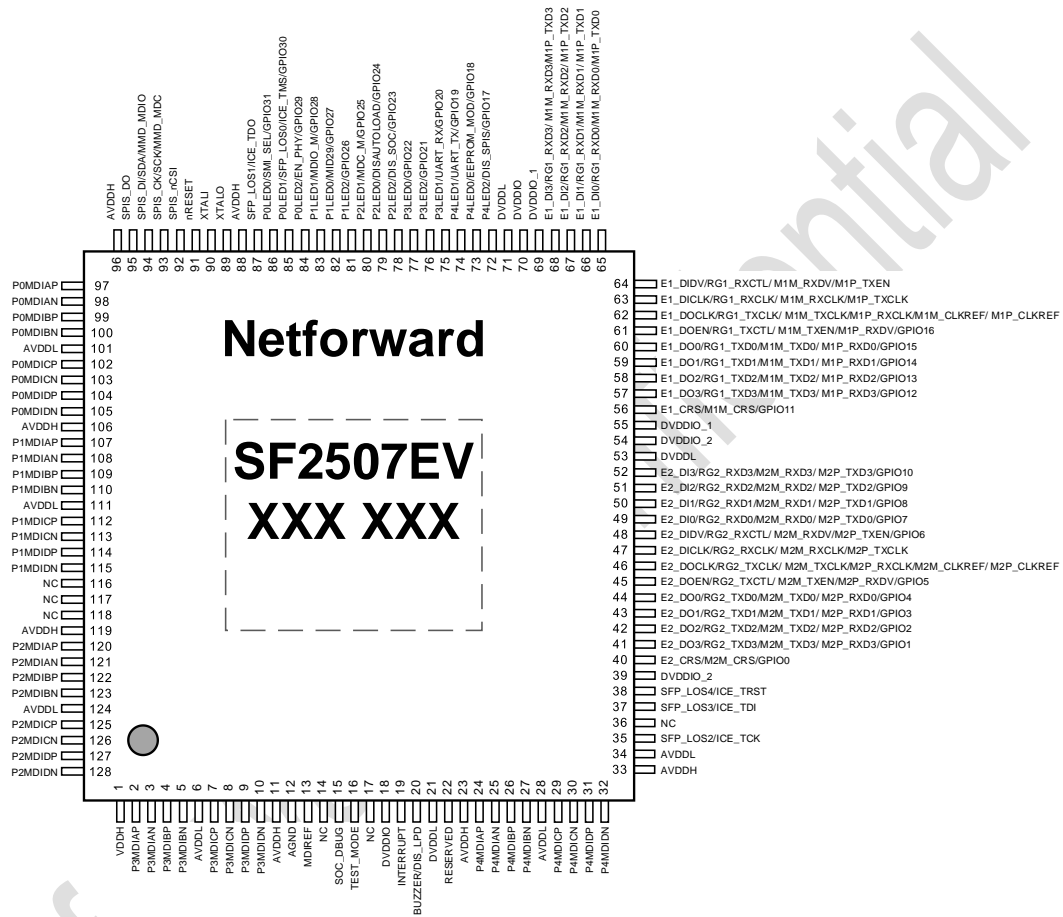 AVDDH
SPIS_DO
SPIS_DI/SDA/MMD_MDIO
SPIS_CK/SCK/MMD_MDC
SPIS_nCSI
nRESET
XTALI
XTALO
AVDDH
SFP_LOS1/ICE_TDO
P0LED0/SMI_SEL/GPIO31
P0LED1/SFP_LOS0/ICE_TMS/GPIO30
P0LED2/EN_PHY/GPIO29
P1LED1/MDIO_M/GPIO28
P1LED0/MID29/GPIO27
P1LED2/GPIO26
P2LED1/MDC_M/GPIO25
P2LED0/DISAUTOLOAD/GPIO24
P2LED2/DIS_SOC/GPIO23
P3LED0/GPIO22
P3LED2/GPIO21
P3LED1/UART_RX/GPIO20
P4LED1/UART_TX/GPIO19
P4LED0/EEPROM_MOD/GPIO18
P4LED2/DIS_SPIS/GPIO17
DVDDL
DVDDIO
DVDDIO_1
E1_DI3/RG1_RXD3/ M1M_RXD3/M1P_TXD3
E1_DI2/RG1_RXD2/M1M_RXD2/ M1P_TXD2
E1_DI1/RG1_RXD1/M1M_RXD1/ M1P_TXD1
E1_DI0/RG1_RXD0/M1M_RXD0/M1P_TXD0
96 95 94 93 92 91 90 89 88 87 86 85 84 83 82 81 80 79 78 77 76 75 74 73 72 71 70 69 68 67 66 65
P0MDIAP 97
P0MDIAN 98
P0MDIBP 99
P0MDIBN 100
AVDDL 101
P0MDICP 102
P0MDICN 103
P0MDIDP 104
P0MDIDN 105
AVDDH 106
P1MDIAP 107
P1MDIAN 108
P1MDIBP 109
P1MDIBN 110
AVDDL 111
P1MDICP 112
P1MDICN 113
P1MDIDP 114
P1MDIDN 115
NC 116
NC 117
NC 118
AVDDH 119
P2MDIAP 120
P2MDIAN 121
P2MDIBP 122
P2MDIBN 123
AVDDL 124
P2MDICP 125
P2MDICN 126
P2MDIDP 127
P2MDIDN 128
Netforward
SF2507EV
XXX XXX
64 E1_DIDV/RG1_RXCTL/ M1M_RXDV/M1P_TXEN
63 E1_DICLK/RG1_RXCLK/ M1M_RXCLK/M1P_TXCLK
62 E1_DOCLK/RG1_TXCLK/ M1M_TXCLK/M1P_RXCLK/M1M_CLKREF/ M1P_CLKREF
61 E1_DOEN/RG1_TXCTL/ M1M_TXEN/M1P_RXDV/GPIO16
60 E1_DO0/RG1_TXD0/M1M_TXD0/ M1P_RXD0/GPIO15
59 E1_DO1/RG1_TXD1/M1M_TXD1/ M1P_RXD1/GPIO14
58 E1_DO2/RG1_TXD2/M1M_TXD2/ M1P_RXD2/GPIO13
57 E1_DO3/RG1_TXD3/M1M_TXD3/ M1P_RXD3/GPIO12
56 E1_CRS/M1M_CRS/GPIO11
55 DVDDIO_1
54 DVDDIO_2
53 DVDDL
52 E2_DI3/RG2_RXD3/M2M_RXD3/ M2P_TXD3/GPIO10
51 E2_DI2/RG2_RXD2/M2M_RXD2/ M2P_TXD2/GPIO9
50 E2_DI1/RG2_RXD1/M2M_RXD1/ M2P_TXD1/GPIO8
49 E2_DI0/RG2_RXD0/M2M_RXD0/ M2P_TXD0/GPIO7
48 E2_DIDV/RG2_RXCTL/ M2M_RXDV/M2P_TXEN/GPIO6
47 E2_DICLK/RG2_RXCLK/ M2M_RXCLK/M2P_TXCLK
46 E2_DOCLK/RG2_TXCLK/ M2M_TXCLK/M2P_RXCLK/M2M_CLKREF/ M2P_CLKREF
45 E2_DOEN/RG2_TXCTL/ M2M_TXEN/M2P_RXDV/GPIO5
44 E2_DO0/RG2_TXD0/M2M_TXD0/ M2P_RXD0/GPIO4
43 E2_DO1/RG2_TXD1/M2M_TXD1/ M2P_RXD1/GPIO3
42 E2_DO2/RG2_TXD2/M2M_TXD2/ M2P_RXD2/GPIO2
41 E2_DO3/RG2_TXD3/M2M_TXD3/ M2P_RXD3/GPIO1
40 E2_CRS/M2M_CRS/GPIO0
39 DVDDIO_2
38 SFP_LOS4/ICE_TRST
37 SFP_LOS3/ICE_TDI
36 NC
35 SFP_LOS2/ICE_TCK
34 AVDDL
33 AVDDH
1 2 3 4 5 6 7 8 9 10 11 12 13 14 15 16 17 18 19 20 21 22 23 24 25 26 27 28 29 30 31 32
VDDH
P3MDIAP
P3MDIAN
P3MDIBP
P3MDIBN
AVDDL
P3MDICP
P3MDICN
P3MDIDP
P3MDIDN
AVDDH
AGND
MDIREF
NC
SOC_DBUG
TEST_MODE
NC
DVDDIO
INTERRUPT
BUZZER/DIS_LPD
DVDDL
RESERVED
AVDDH
P4MDIAP
P4MDIAN
P4MDIBP
P4MDIBN
AVDDL
P4MDICP
P4MDICN
P4MDIDP
P4MDIDN